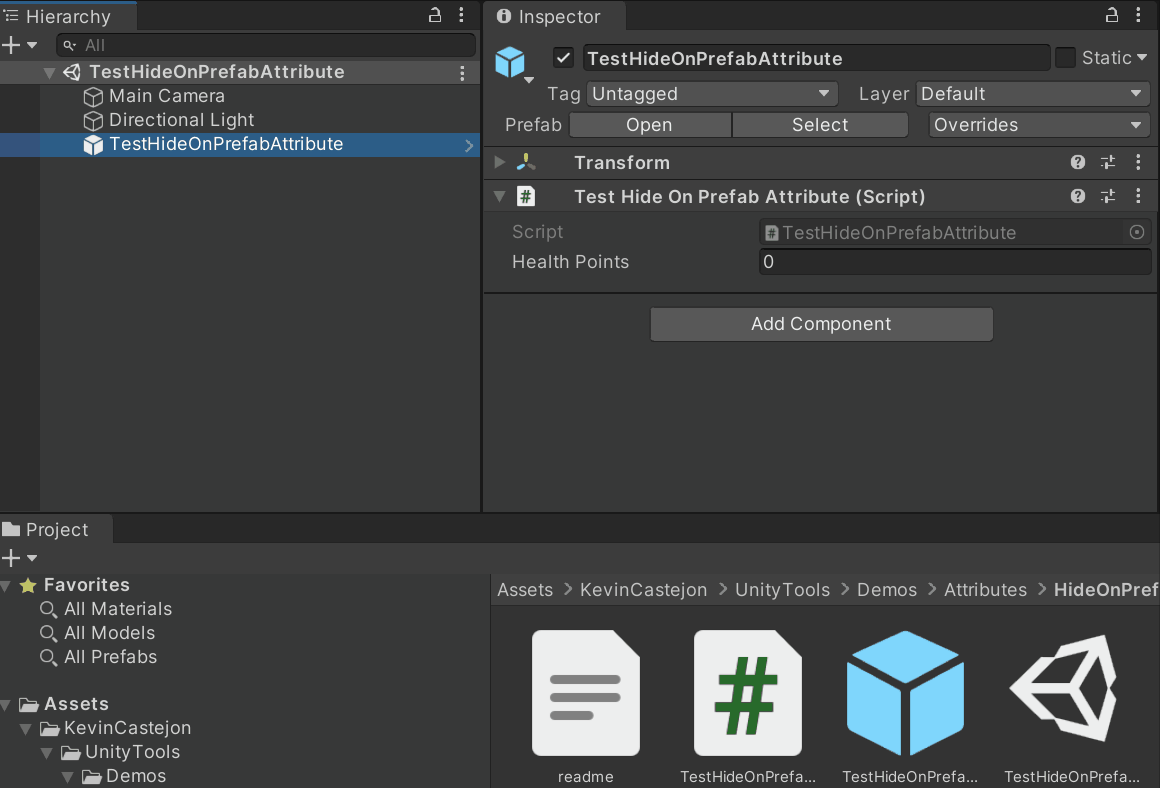 Hierarchy
All
TestHideOnPrefabAttribute
Main Camera
Directional Light
TestHideOnPrefabAttribute
Inspector
TestHideOnPrefabAttribute Static
Tag Untagged Layer Default
Prefab Open Select Overrides
Transform
# Test Hide On Prefab Attribute (Script)
Script # TestHideOnPrefabAttribute
Health Points 0
Add Component
Project
Favorites
All Materials
All Models
All Prefabs
Assets
KevinCastejon
UnityTools
Demos
Assets > KevinCastejon > UnityTools > Demos > Attributes > HideOnPref
#
readme TestHideOnPrefa... TestHideOnPrefa... TestHideOnPrefa...